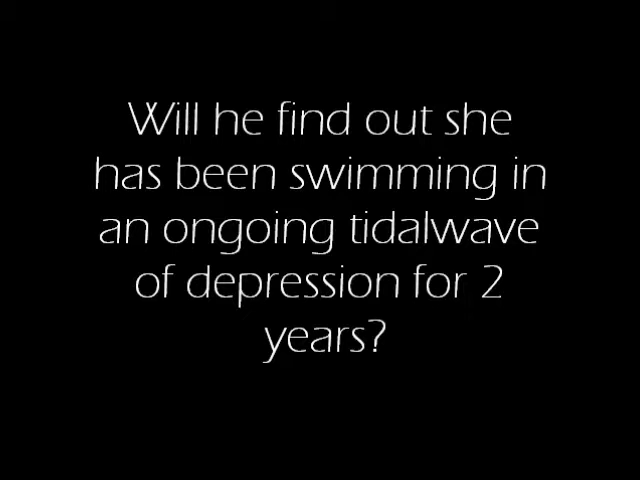 Will he find out she
has been swimming in
an ongoing tidalwave
of depression for 2
years?